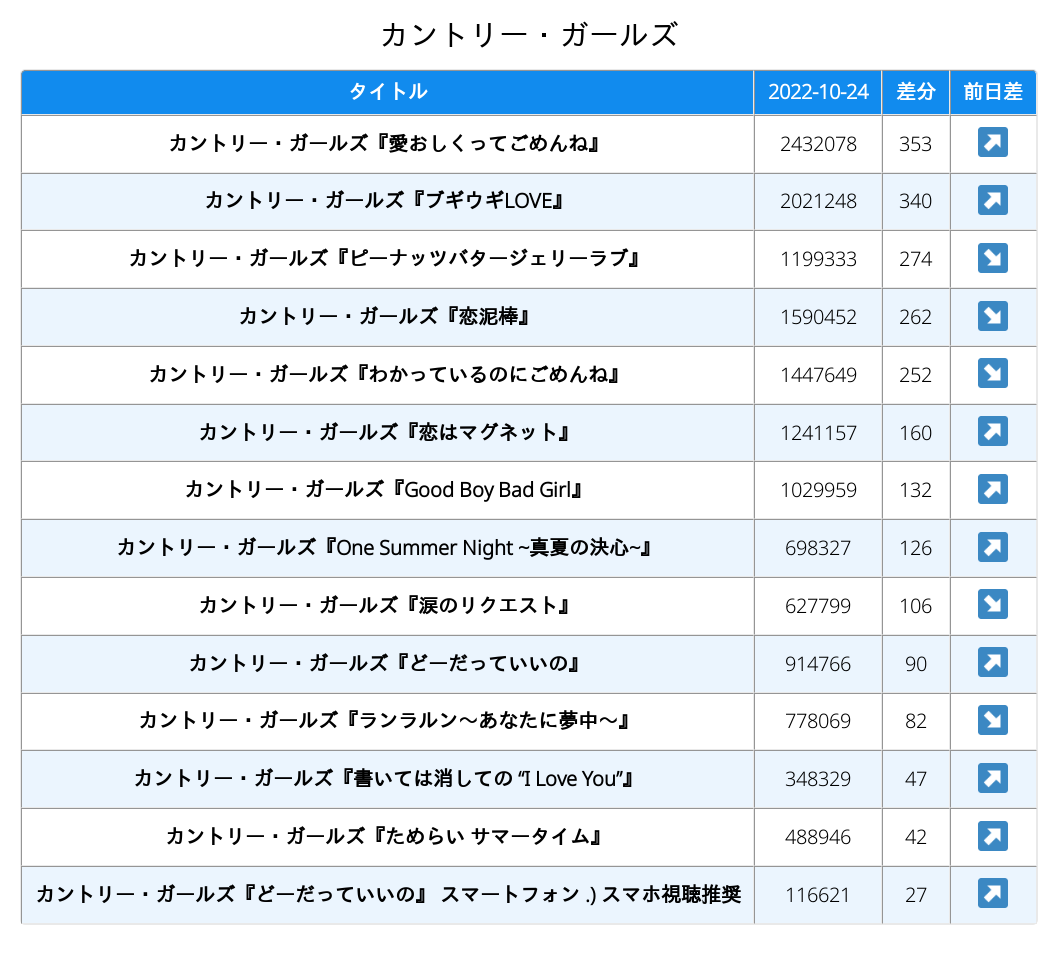 カントリー・ガールズ
タイトル 2022-10-24 差分 前日差
カントリー・ガールズ『愛おしくってごめんね』 2432078 353
カントリー・ガールズ『ブギウギLOVE』 2021248 340
カントリー・ガールズ『ピーナッツバタージェリーラブ』 1199333 274
カントリー・ガールズ『恋泥棒』 1590452 262
カントリー・ガールズ『わかっているのにごめんね』 1447649 252
カントリー・ガールズ『恋はマグネット』 1241157 160
カントリー・ガールズ『Good Boy Bad Girl』 1029959 132
カントリー・ガールズ『One Summer Night ~真夏の決心~』 698327 126
カントリー・ガールズ『涙のリクエスト』 627799 106
カントリー・ガールズ『どーだっていいの』 914766 90
カントリー・ガールズ『ランラルン～あなたに夢中～』 778069 82
カントリー・ガールズ『書いては消しての “I Love You”』 348329 47
カントリー・ガールズ『ためらい サマータイム』 488946 42
カントリー・ガールズ『どーだっていいの』 スマートフォン .) スマホ視聴推奨 116621 27